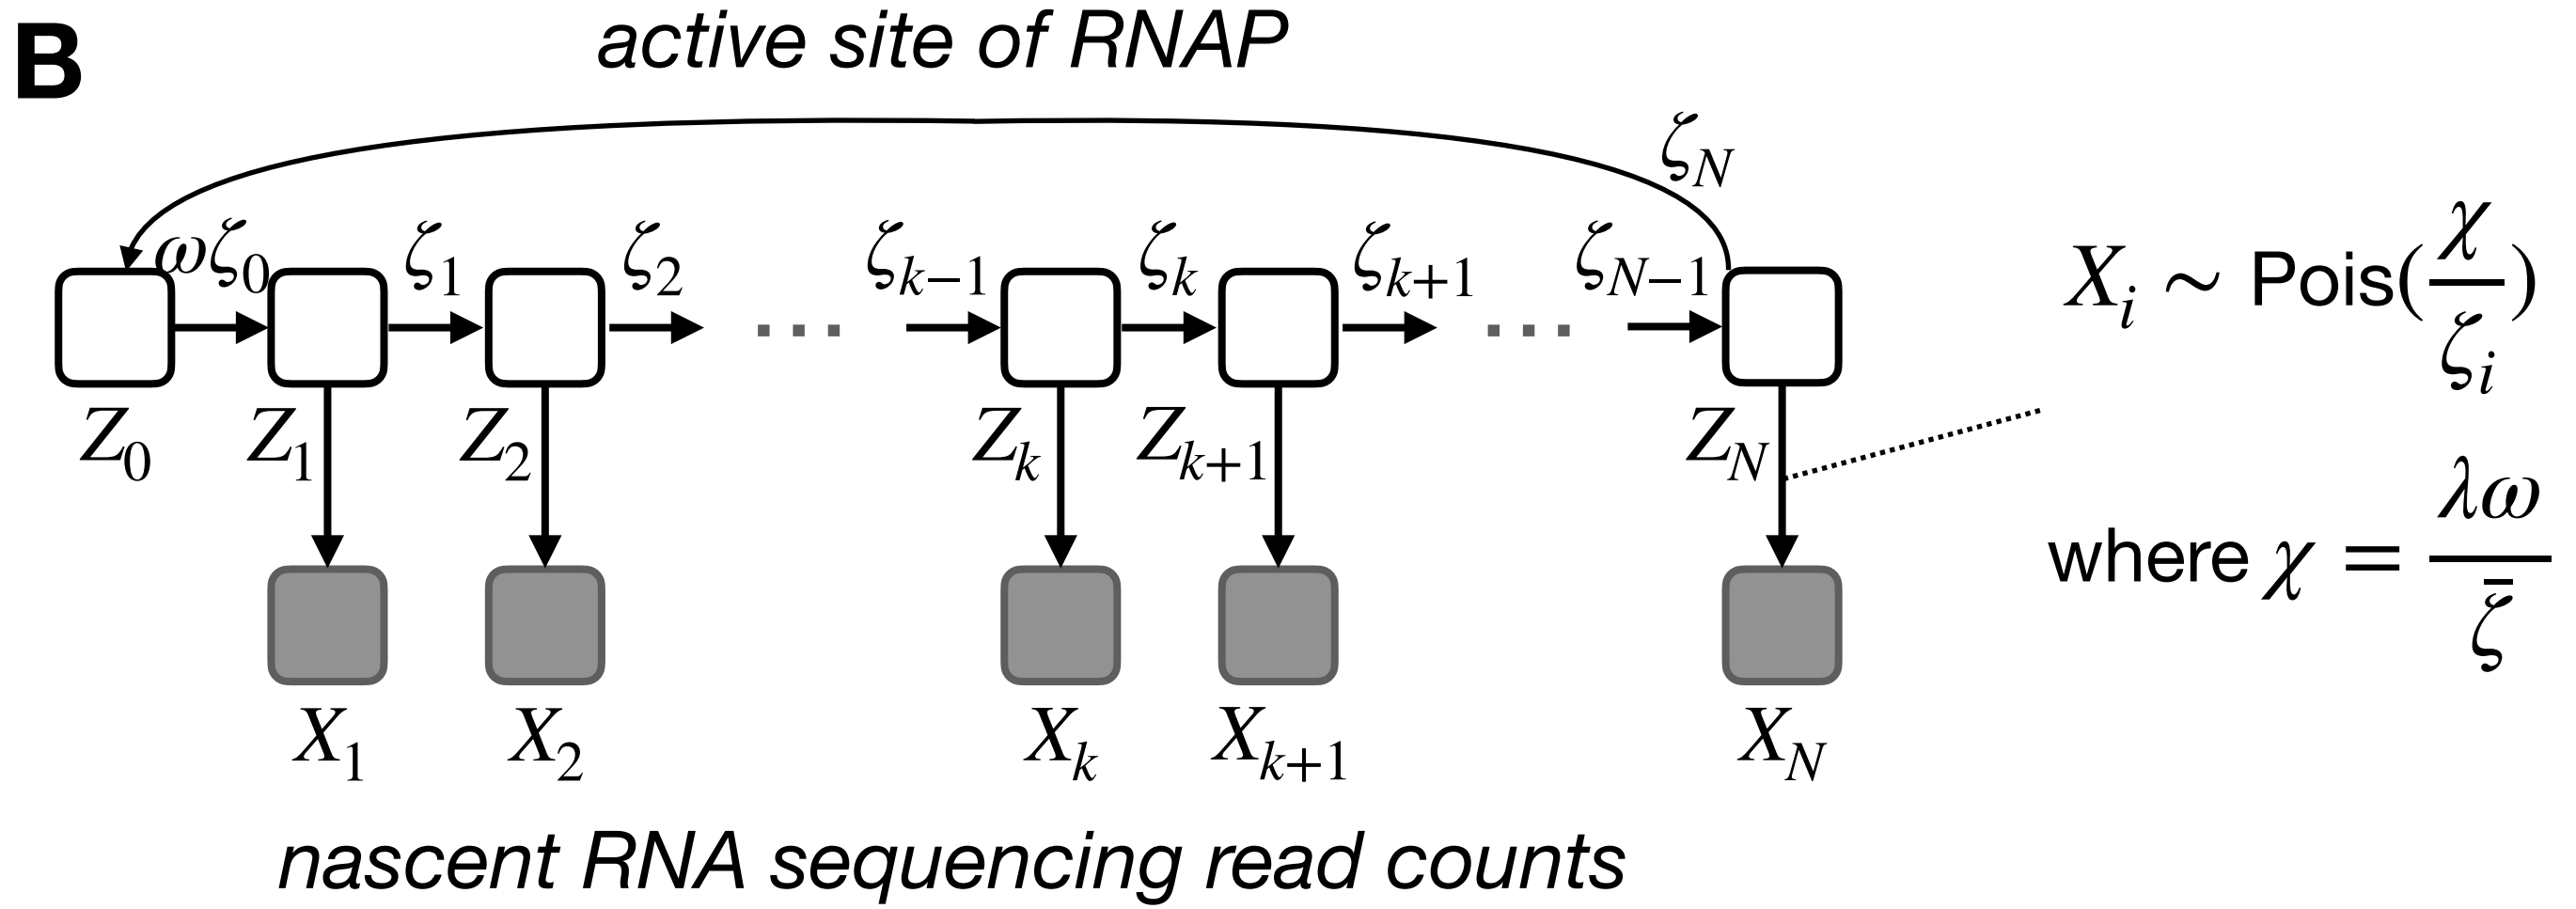 B
active site of RNAP
ζN
ωζ0 ζ1 ζ2 ζk−1 ζk ζk+1 ζN−1
Z0 Z1 Z2 Zk Zk+1 ZN
Xi ∼ Pois(χ/ζi)
where χ = λω/ζ̄
X1 X2 Xk Xk+1 XN
nascent RNA sequencing read counts